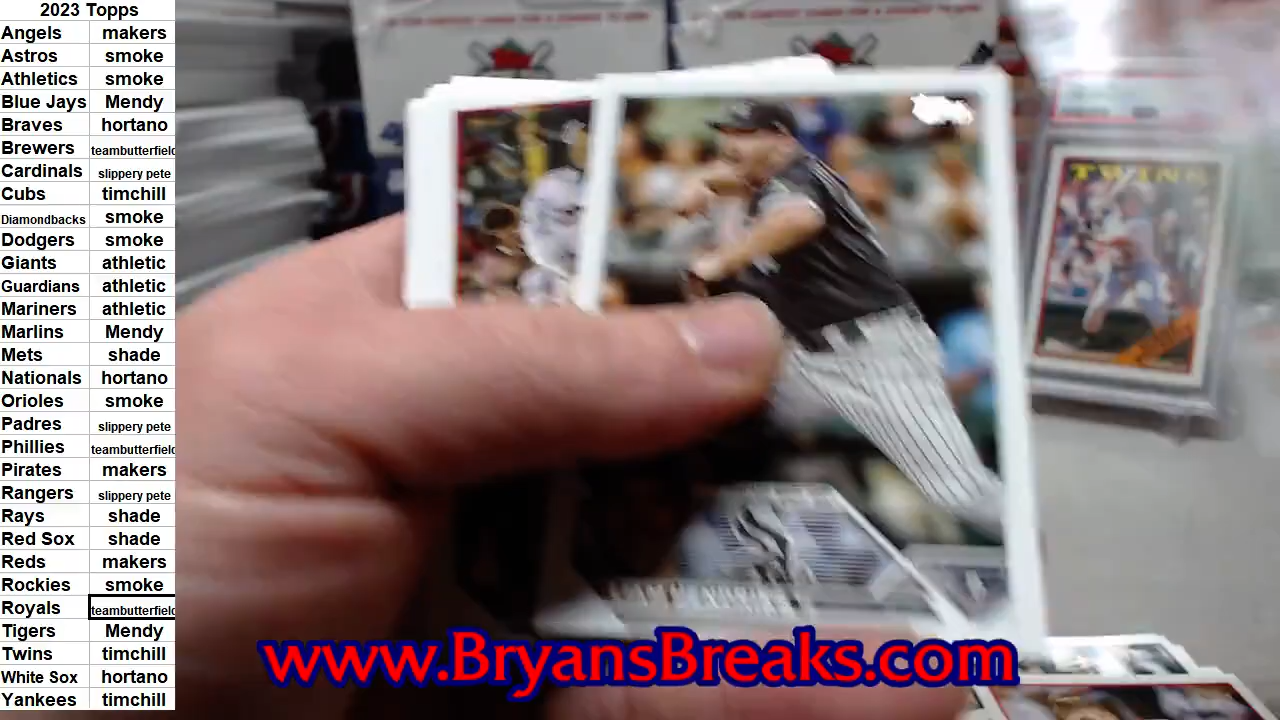 2023 Topps
Angels makers
Astros smoke
Athletics smoke
Blue Jays Mendy
Braves hortano
Brewers teambutterfield
Cardinals slippery pete
Cubs timchill
Diamondbacks smoke
Dodgers smoke
Giants athletic
Guardians athletic
Mariners athletic
Marlins Mendy
Mets shade
Nationals hortano
Orioles smoke
Padres slippery pete
Phillies teambutterfield
Pirates makers
Rangers slippery pete
Rays shade
Red Sox shade
Reds makers
Rockies smoke
Royals teambutterfield
Tigers Mendy
Twins timchill
White Sox hortano
Yankees timchill
TWINS
www.BryansBreaks.com